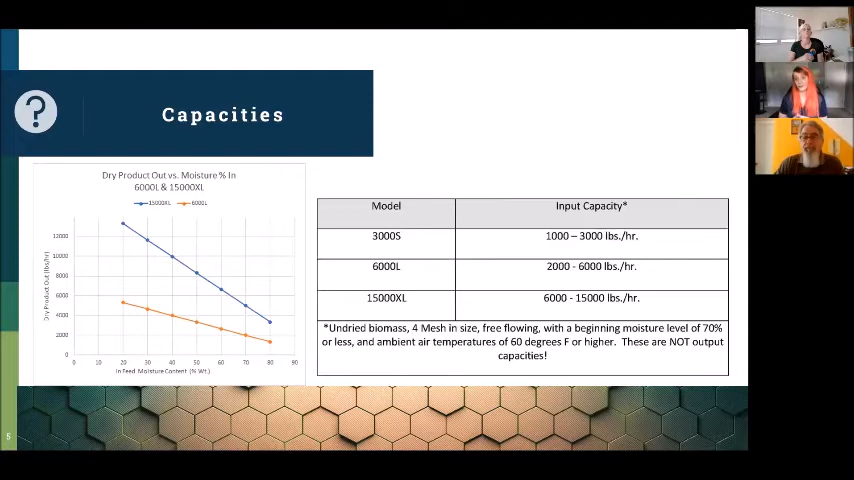 ?
Capacities
Dry Product Out vs. Moisture % In
6000L & 15000XL
15000XL
6000L
Dry Product Out (lbs/hr)
12000
10000
8000
6000
4000
2000
0
0 10 20 30 40 50 60 70 80 90
In Feed Moisture Content (% Wt.)
Model Input Capacity*
3000S 1000 – 3000 lbs./hr.
6000L 2000 - 6000 lbs./hr.
15000XL 6000 - 15000 lbs./hr.
*Undried biomass, 4 Mesh in size, free flowing, with a beginning moisture level of 70%
or less, and ambient air temperatures of 60 degrees F or higher. These are NOT output
capacities!
5